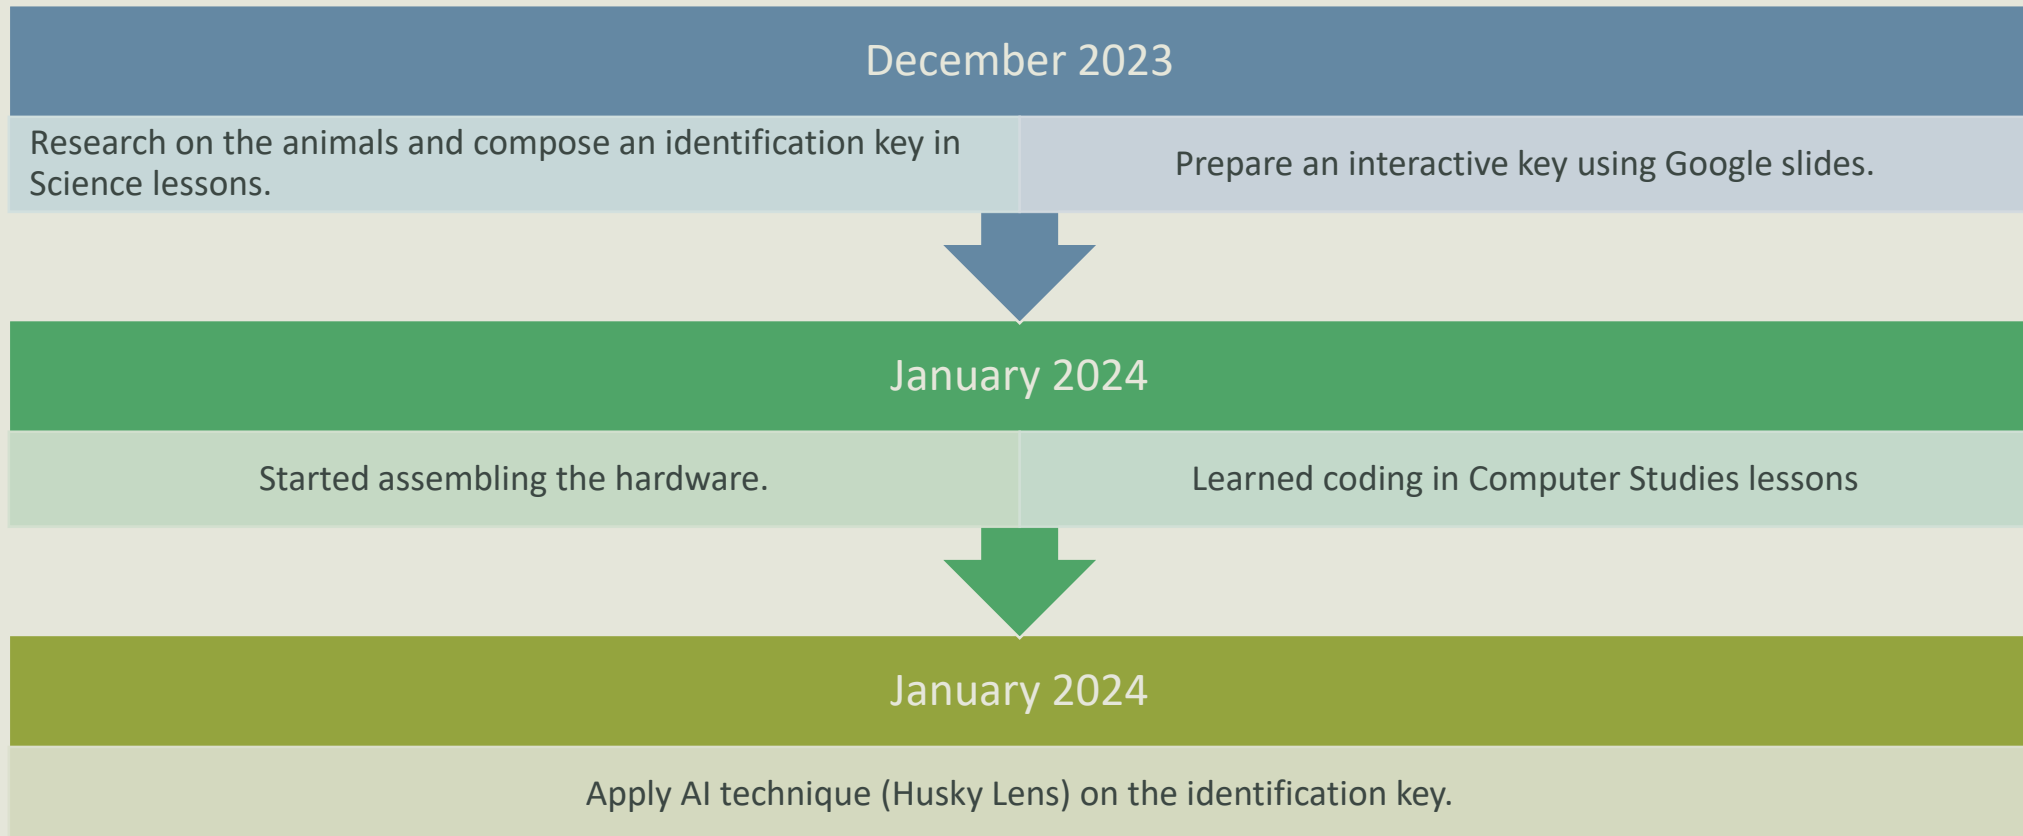 December 2023
Research on the animals and compose an identification key in
Science lessons.
Prepare an interactive key using Google slides.
January 2024
Started assembling the hardware.
Learned coding in Computer Studies lessons
January 2024
Apply AI technique (Husky Lens) on the identification key.